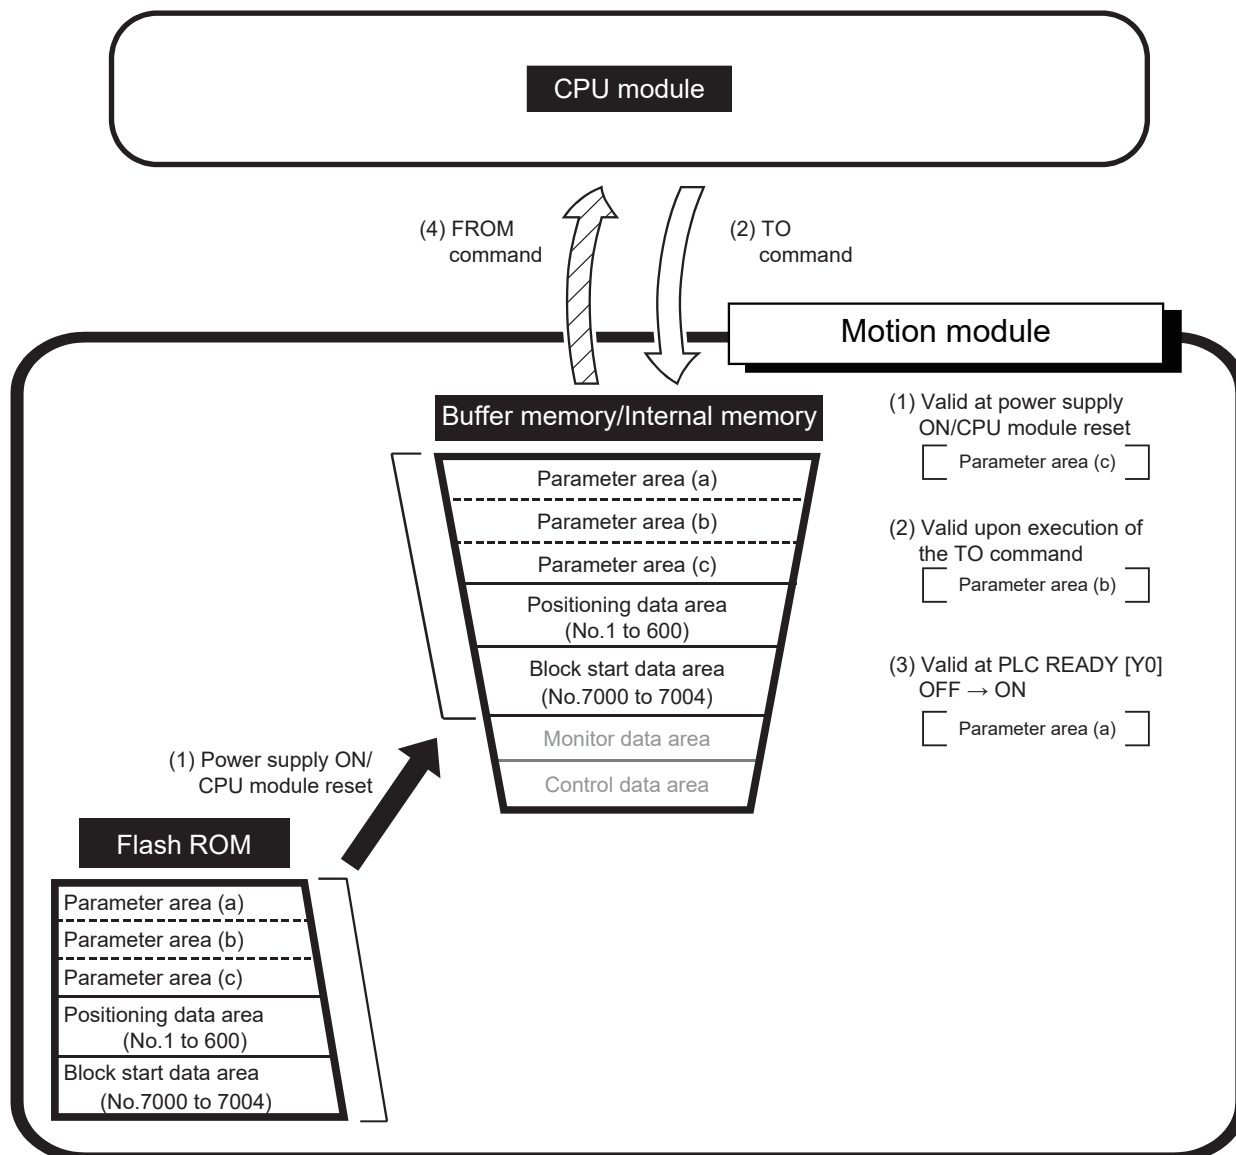 CPU module
(4) FROM
command
(2) TO
command
Motion module
Buffer memory/Internal memory
Parameter area (a)
Parameter area (b)
Parameter area (c)
Positioning data area
(No.1 to 600)
Block start data area
(No.7000 to 7004)
Monitor data area
Control data area
(1) Valid at power supply
ON/CPU module reset
Parameter area (c)
(2) Valid upon execution of
the TO command
Parameter area (b)
(3) Valid at PLC READY [Y0]
OFF → ON
Parameter area (a)
(1) Power supply ON/
CPU module reset
Flash ROM
Parameter area (a)
Parameter area (b)
Parameter area (c)
Positioning data area
(No.1 to 600)
Block start data area
(No.7000 to 7004)